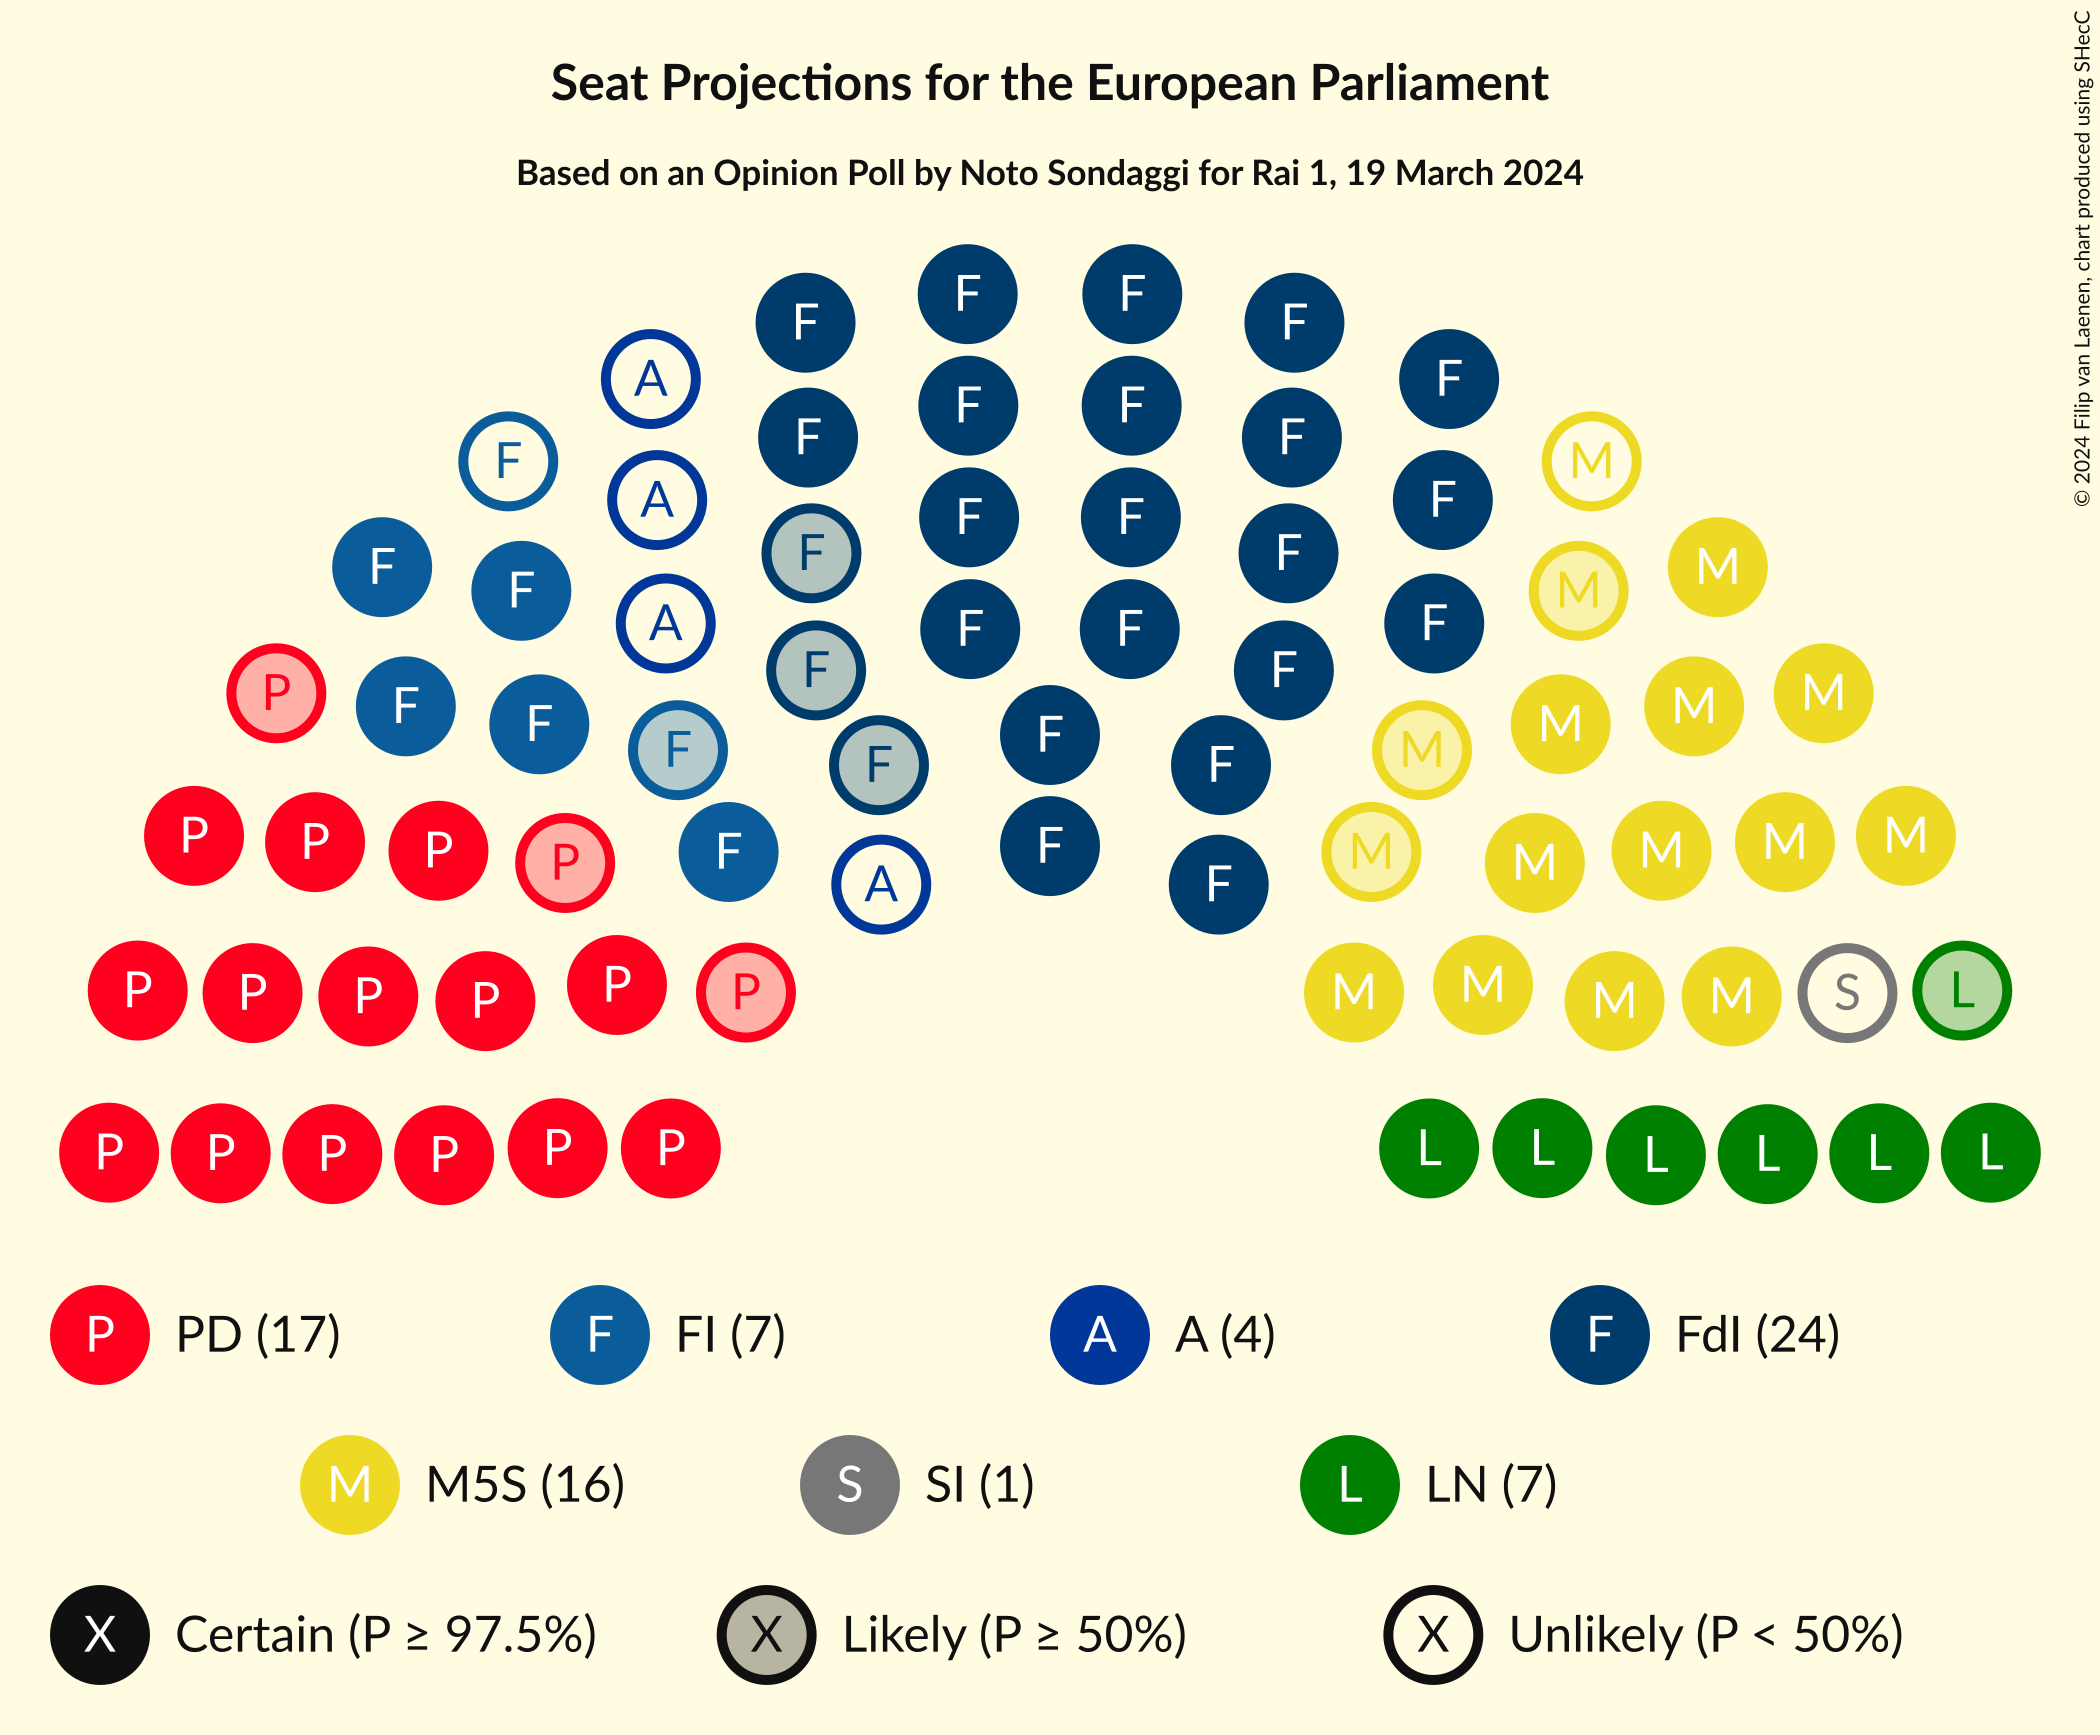 Seat Projections for the European Parliament
Based on an Opinion Poll by Noto Sondaggi for Rai 1, 19 March 2024
© 2024 Filip van Laenen, chart produced using SHecC
F F
F F
A F
F F
F F
F M
A F
F F
F F
F M
F F M
A F
P F M
F F M M
F F M
P P F A F M M M M
P P P F M M
P P P P P P M M M M S L
P P P P P P L L L L L L
P PD (17) F FI (7) A A (4) F FdI (24)
M M5S (16) S SI (1) L LN (7)
X Certain (P ≥ 97.5%) X Likely (P ≥ 50%) X Unlikely (P < 50%)